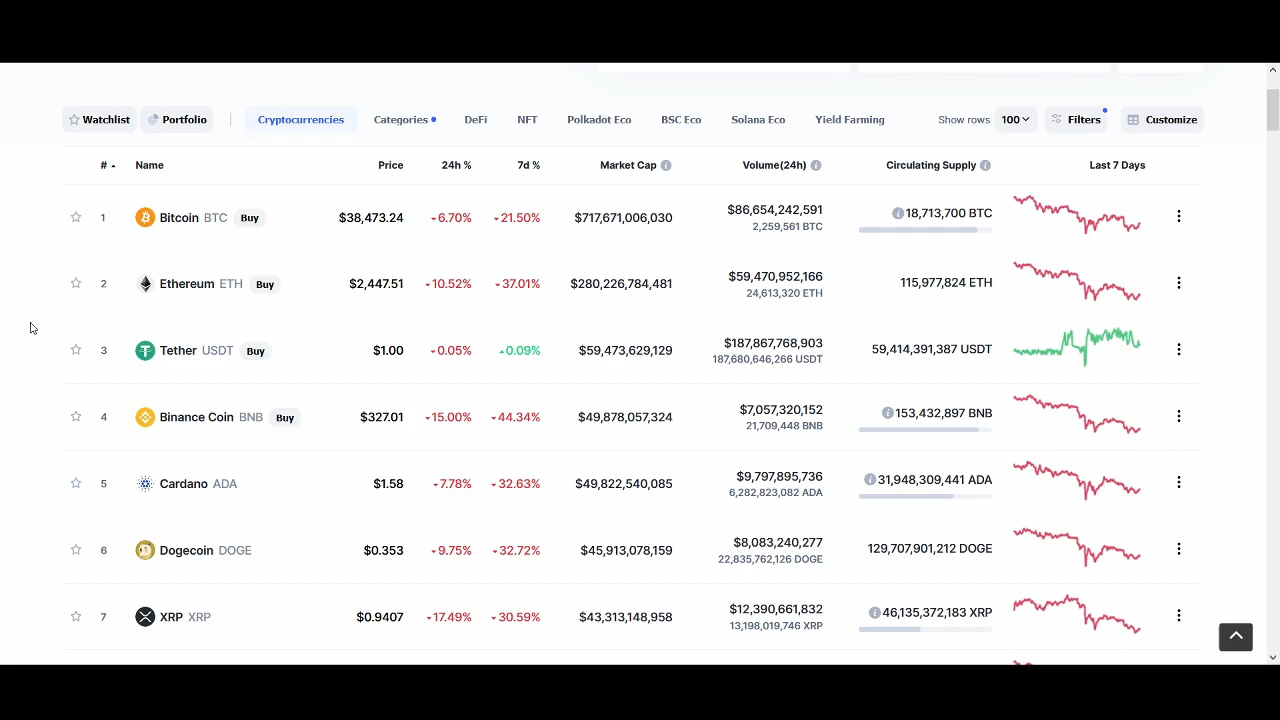 Watchlist Portfolio Cryptocurrencies Categories DeFi NFT Polkadot Eco BSC Eco Solana Eco Yield Farming Show rows 100 Filters Customize
# Name Price 24h % 7d % Market Cap Volume(24h) Circulating Supply Last 7 Days
1 Bitcoin BTC Buy $38,473.24 6.70% 21.50% $717,671,006,030 $86,654,242,591 18,713,700 BTC
2,259,561 BTC
2 Ethereum ETH Buy $2,447.51 10.52% 37.01% $280,226,784,481 $59,470,952,166 115,977,824 ETH
24,613,320 ETH
3 Tether USDT Buy $1.00 0.05% 0.09% $59,473,629,129 $187,867,768,903 59,414,391,387 USDT
187,680,646,266 USDT
4 Binance Coin BNB Buy $327.01 15.00% 44.34% $49,878,057,324 $7,057,320,152 153,432,897 BNB
21,709,448 BNB
5 Cardano ADA $1.58 7.78% 32.63% $49,822,540,085 $9,797,895,736 31,948,309,441 ADA
6,282,823,082 ADA
6 Dogecoin DOGE $0.353 9.75% 32.72% $45,913,078,159 $8,083,240,277 129,707,901,212 DOGE
22,835,762,126 DOGE
7 XRP XRP $0.9407 17.49% 30.59% $43,313,148,958 $12,390,661,832 46,135,372,183 XRP
13,198,019,746 XRP